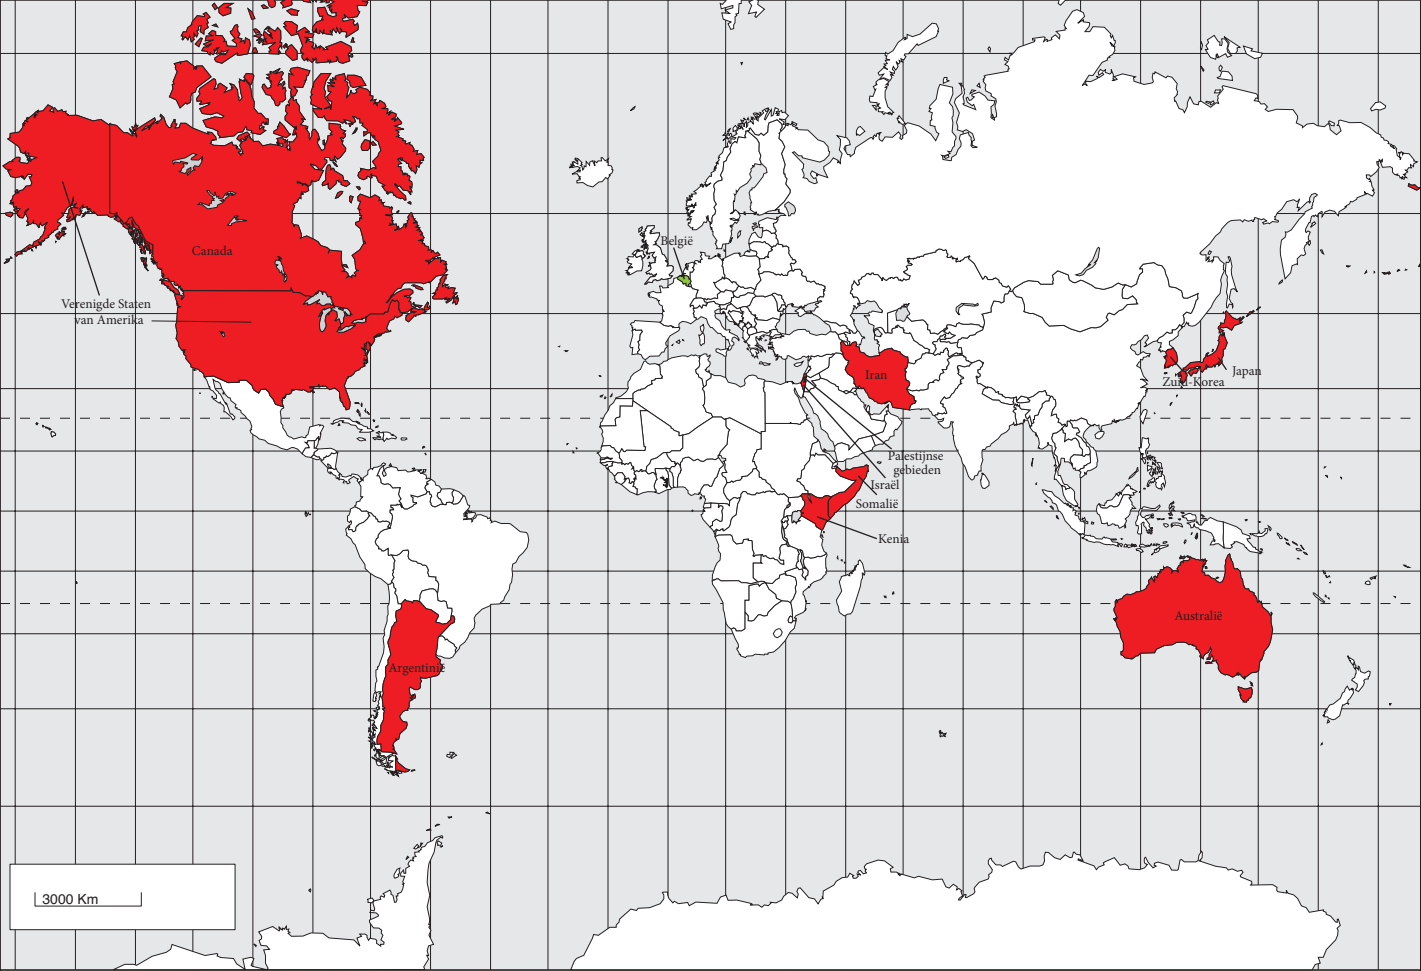 België
Canada
Verenigde Staten
van Amerika
Iran
Japan
Zuid-Korea
Palestijnse
gebieden
Israël
Somalië
Kenia
Australië
Argentinië
3000 Km